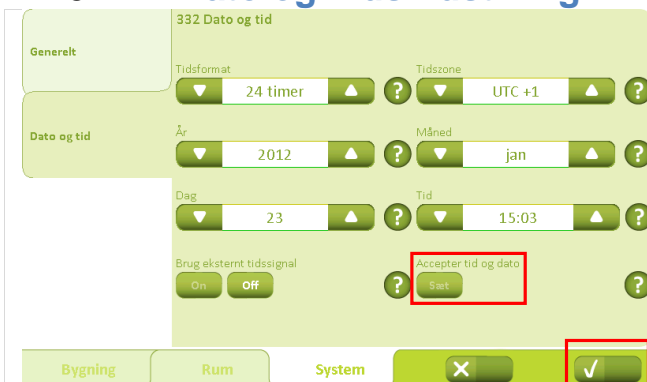 332 Dato og tid
Generelt
Dato og tid
Tidsformat
24 timer
?
Tidszone
UTC +1
?
År
2012
?
Måned
jan
?
Dag
23
?
Tid
15:03
?
Brug eksternt tidssignal
On
Off
?
Accepter tid og dato
Sæt
?
Bygning
Rum
System